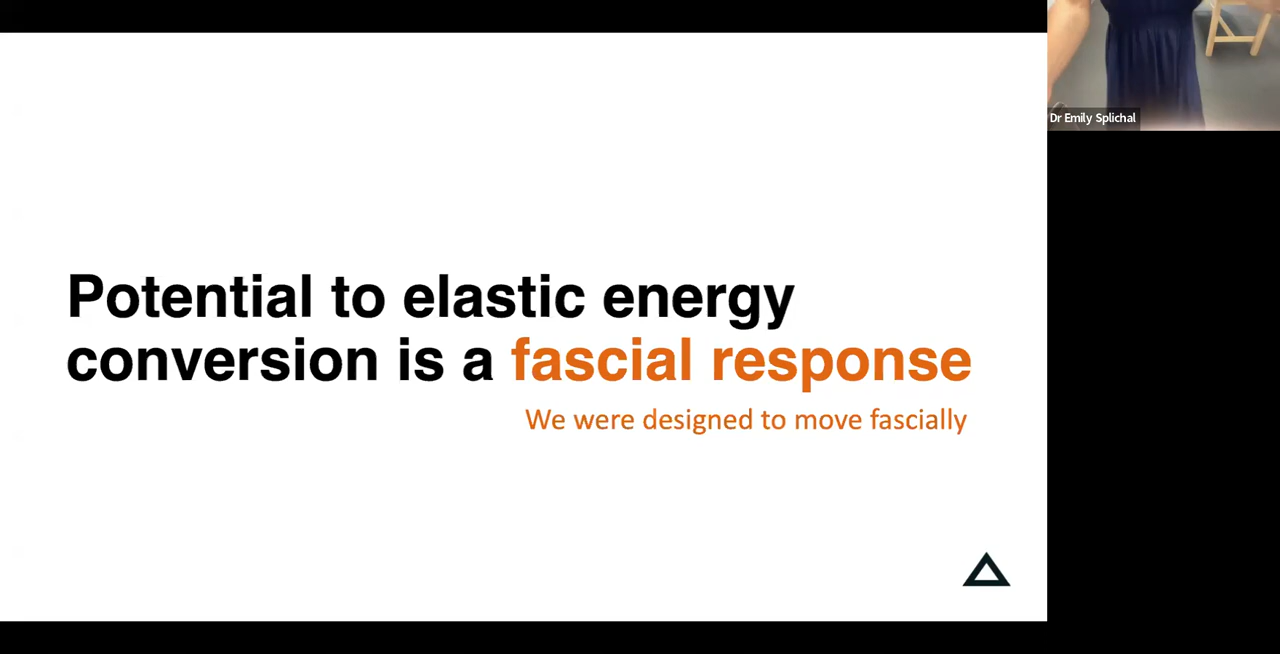 Dr Emily Splichal
Potential to elastic energy
conversion is a fascial response
We were designed to move fascially